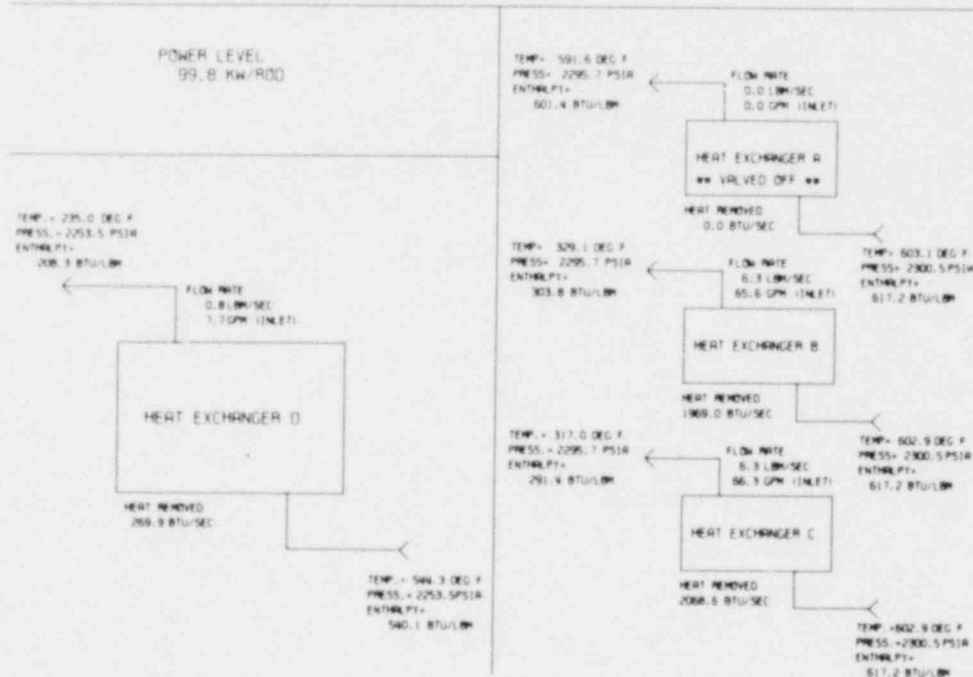 POWER LEVEL
99.8 KW/ROD
TEMP.= 235.0 DEG F
PRESS.= 2253.5 PSIA
ENTHALPY=
208.3 BTU/LBM
FLOW RATE
0.8 LBM/SEC
7.7 GPM (INLET)
HEAT EXCHANGER D
HEAT REMOVED
269.9 BTU/SEC
TEMP.= 544.3 DEG F
PRESS.= 2253.5PSIA
ENTHALPY=
540.1 BTU/LBM
TEMP= 591.6 DEG F
PRESS= 2295.7 PSIA
ENTHALPY=
601.4 BTU/LBM
FLOW RATE
0.0 LBM/SEC
0.0 GPM (INLET)
HEAT EXCHANGER A
** VALVED OFF **
HEAT REMOVED
0.0 BTU/SEC
TEMP= 603.1 DEG F
PRESS= 2300.5 PSIA
ENTHALPY=
617.2 BTU/LBM
TEMP= 329.1 DEG F
PRESS= 2295.7 PSIA
ENTHALPY=
303.8 BTU/LBM
FLOW RATE
6.3 LBM/SEC
65.6 GPM (INLET)
HEAT EXCHANGER B
HEAT REMOVED
1969.0 BTU/SEC
TEMP= 602.9 DEG F
PRESS= 2300.5 PSIA
ENTHALPY=
617.2 BTU/LBM
TEMP.= 317.0 DEG F
PRESS.= 2295.7 PSIA
ENTHALPY=
291.4 BTU/LBM
FLOW RATE
6.3 LBM/SEC
66.3 GPM (INLET)
HEAT EXCHANGER C
HEAT REMOVED
2068.6 BTU/SEC
TEMP.=602.9 DEG F
PRESS.=2300.5PSIA
ENTHALPY=
617.2 BTU/LBM